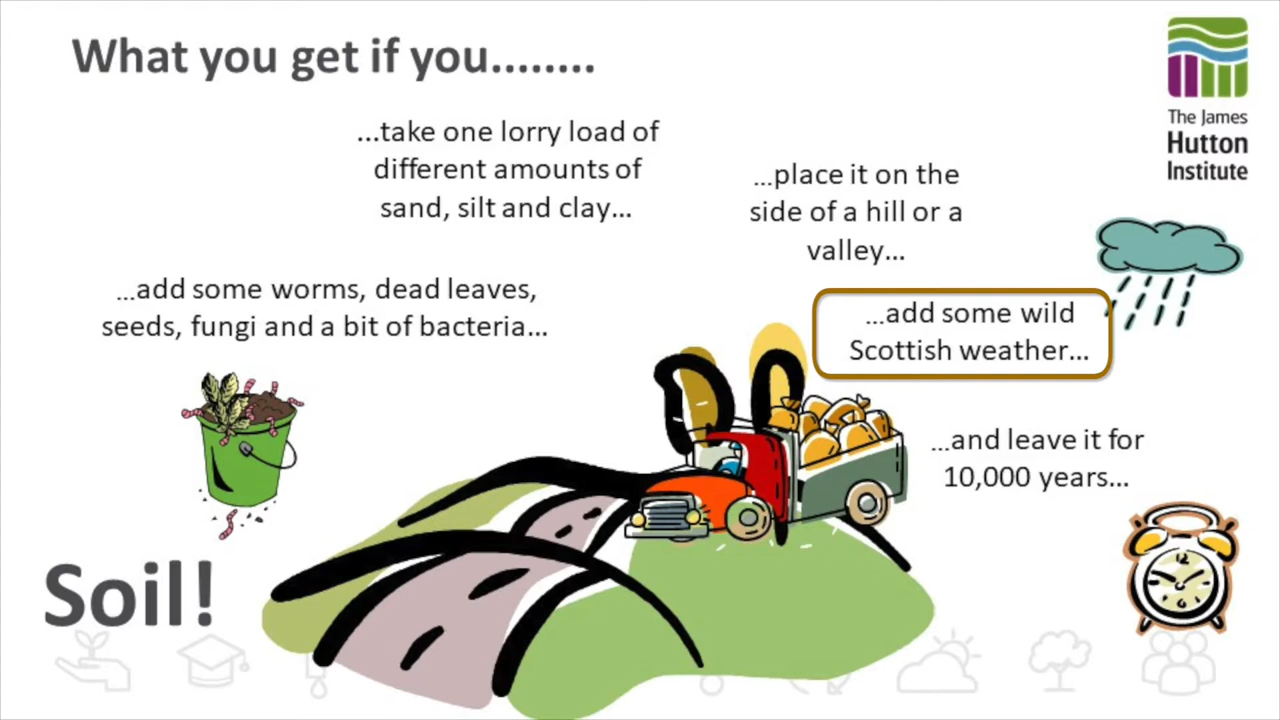 What you get if you........
The James
Hutton
Institute
...take one lorry load of
different amounts of
sand, silt and clay...
...place it on the
side of a hill or a
valley...
...add some worms, dead leaves,
seeds, fungi and a bit of bacteria...
...add some wild
Scottish weather...
...and leave it for
10,000 years...
Soil!